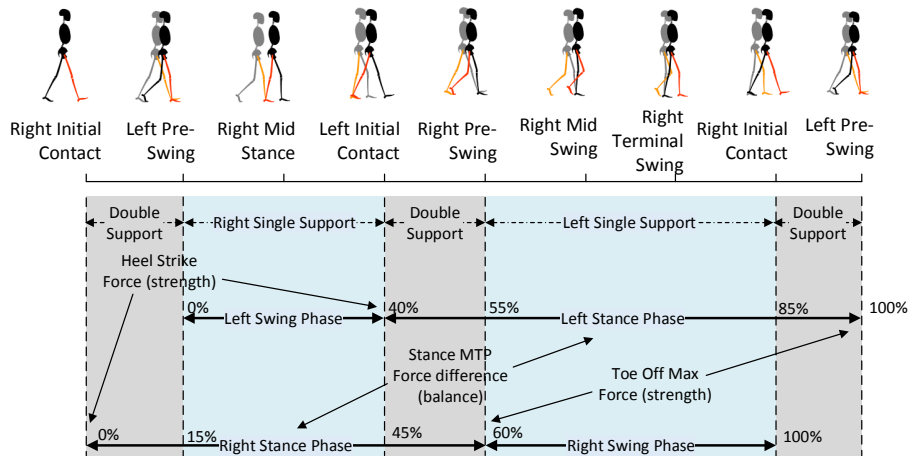 Right Initial
Contact
Left Pre-
Swing
Right Mid
Stance
Left Initial
Contact
Right Pre-
Swing
Right Mid
Swing
Right
Terminal
Swing
Right Initial
Contact
Left Pre-
Swing
Double
Support
Right Single Support
Double
Support
Left Single Support
Double
Support
Heel Strike
Force (strength)
0%
40%
55%
85%
100%
Left Swing Phase
Left Stance Phase
Stance MTP
Force difference
(balance)
Toe Off Max
Force (strength)
0%
15%
45%
60%
100%
Right Stance Phase
Right Swing Phase